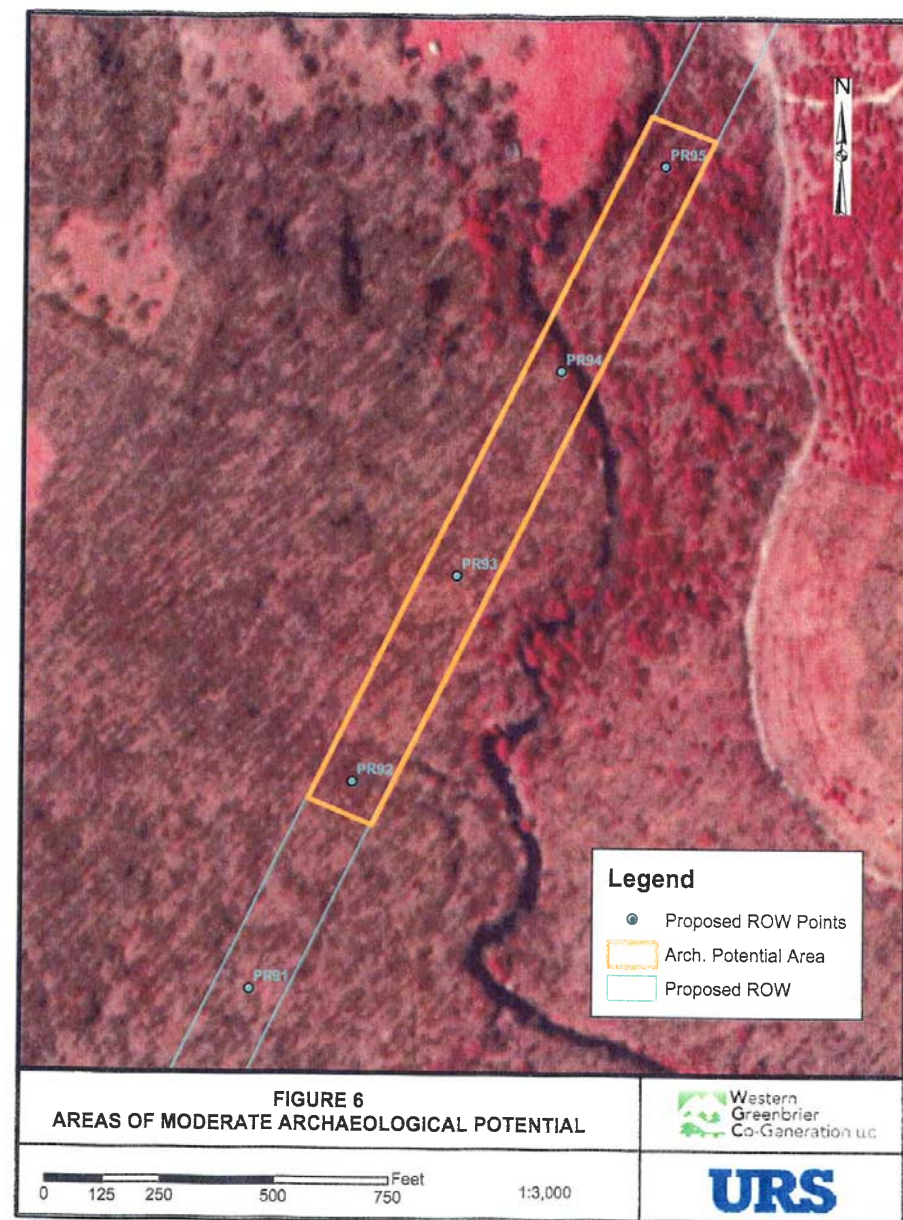 N
PR95
PR94
PR93
PR92
PR91
Legend
Proposed ROW Points
Arch. Potential Area
Proposed ROW
FIGURE 6
AREAS OF MODERATE ARCHAEOLOGICAL POTENTIAL
Western
Greenbrier
Co-Generation LLC
0 125 250 500 750 Feet
1:3,000
URS